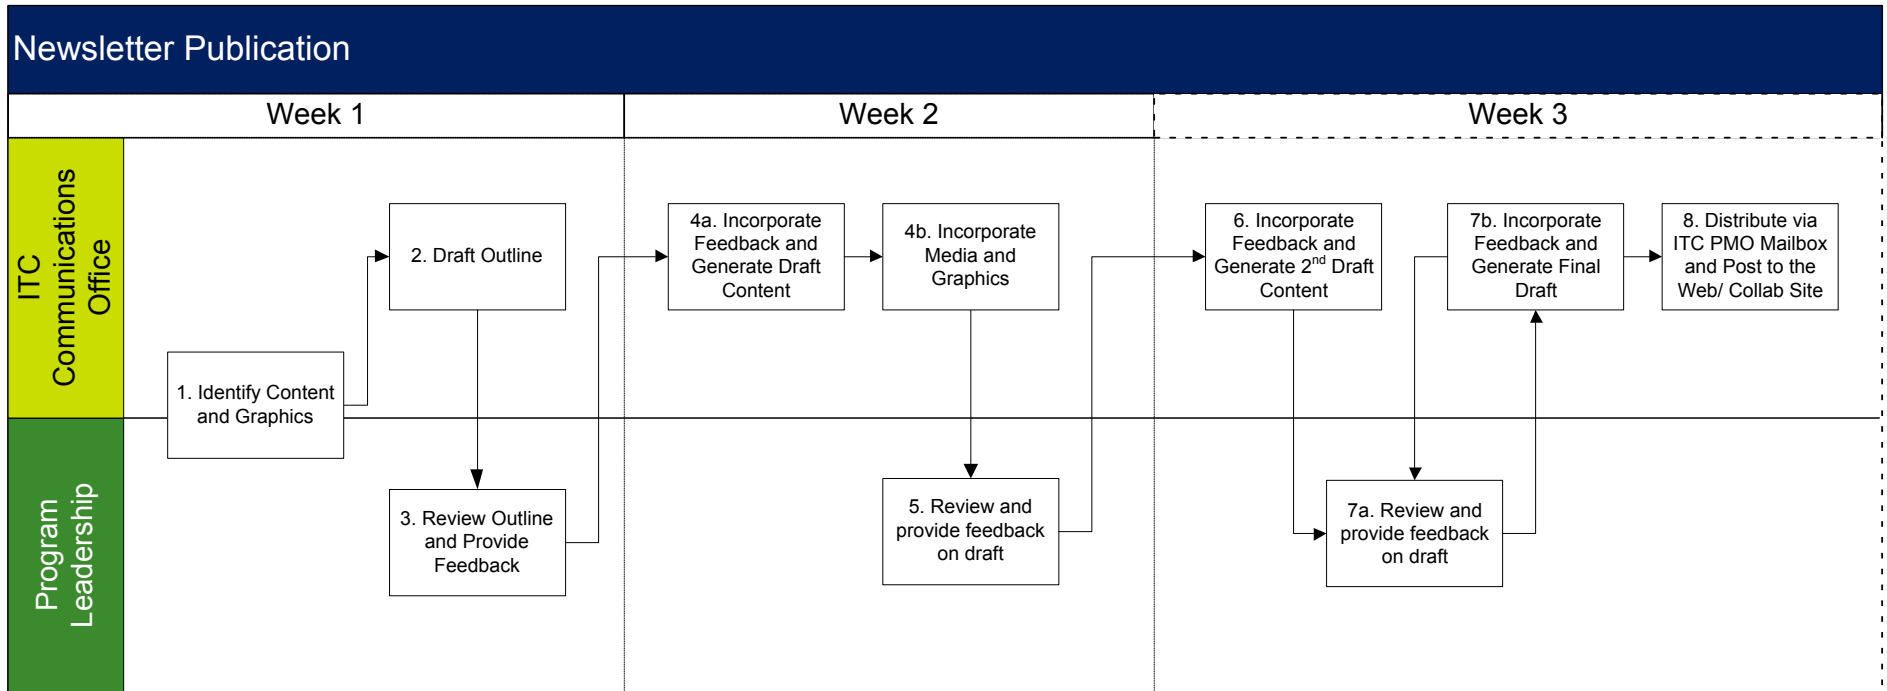 Newsletter Publication
Week 1
Week 2
Week 3
ITC
Communications
Office
Program
Leadership
1. Identify Content
and Graphics
2. Draft Outline
3. Review Outline
and Provide
Feedback
4a. Incorporate
Feedback and
Generate Draft
Content
4b. Incorporate
Media and
Graphics
5. Review and
provide feedback
on draft
6. Incorporate
Feedback and
Generate 2nd Draft
Content
7a. Review and
provide feedback
on draft
7b. Incorporate
Feedback and
Generate Final
Draft
8. Distribute via
ITC PMO Mailbox
and Post to the
Web/ Collab Site